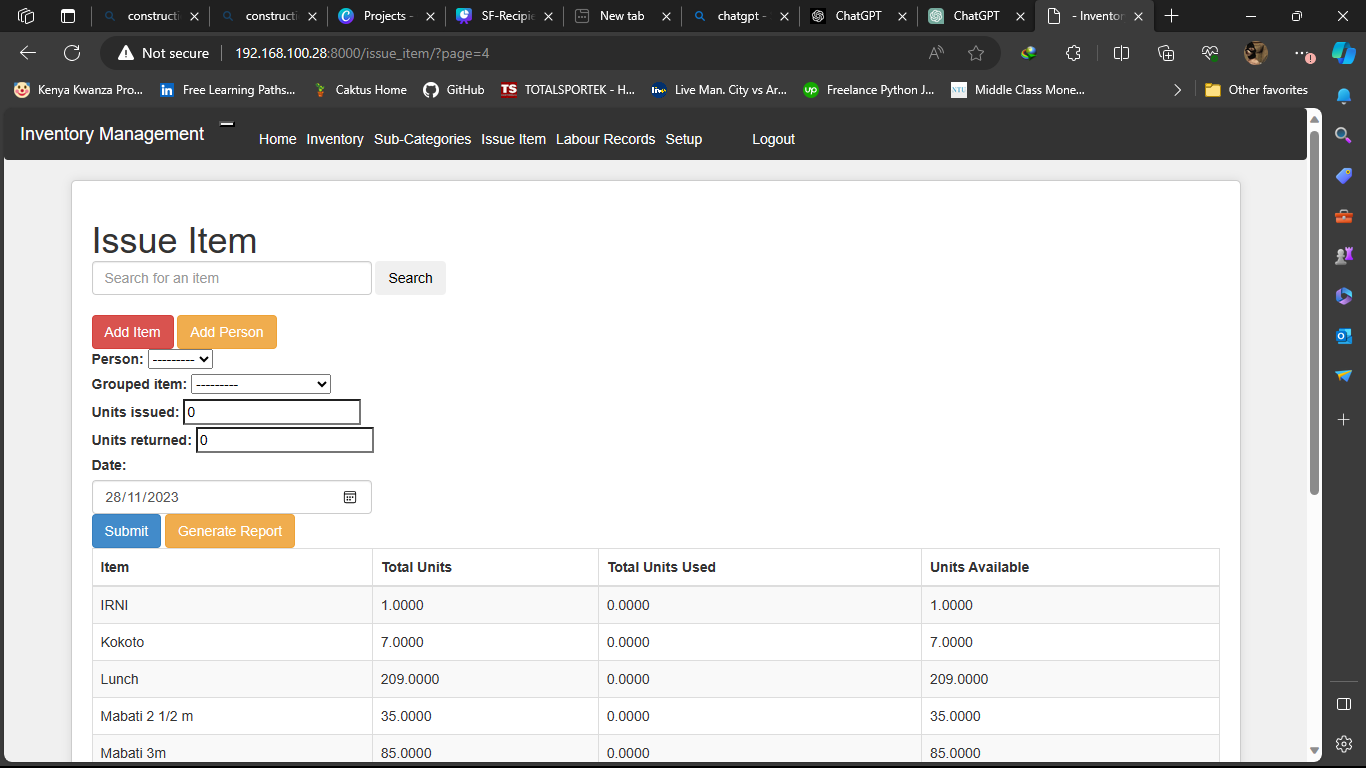 constructi
constructi
Projects -
SF-Recipie
New tab
chatgpt -
ChatGPT
ChatGPT
- Inventor
Not secure
192.168.100.28:8000/issue_item/?page=4
Kenya Kwanza Pro...
Free Learning Paths...
Caktus Home
GitHub
TOTALSPORTEK - H...
Live Man. City vs Ar...
Freelance Python J...
Middle Class Mone...
Other favorites
Inventory Management
Home Inventory Sub-Categories Issue Item Labour Records Setup Logout
Issue Item
Search for an item
Search
Add Item Add Person
Person: ---------
Grouped item: ---------
Units issued: 0
Units returned: 0
Date:
28/11/2023
Submit Generate Report
Item Total Units Total Units Used Units Available
IRNI 1.0000 0.0000 1.0000
Kokoto 7.0000 0.0000 7.0000
Lunch 209.0000 0.0000 209.0000
Mabati 2 1/2 m 35.0000 0.0000 35.0000
Mabati 3m 85.0000 0.0000 85.0000